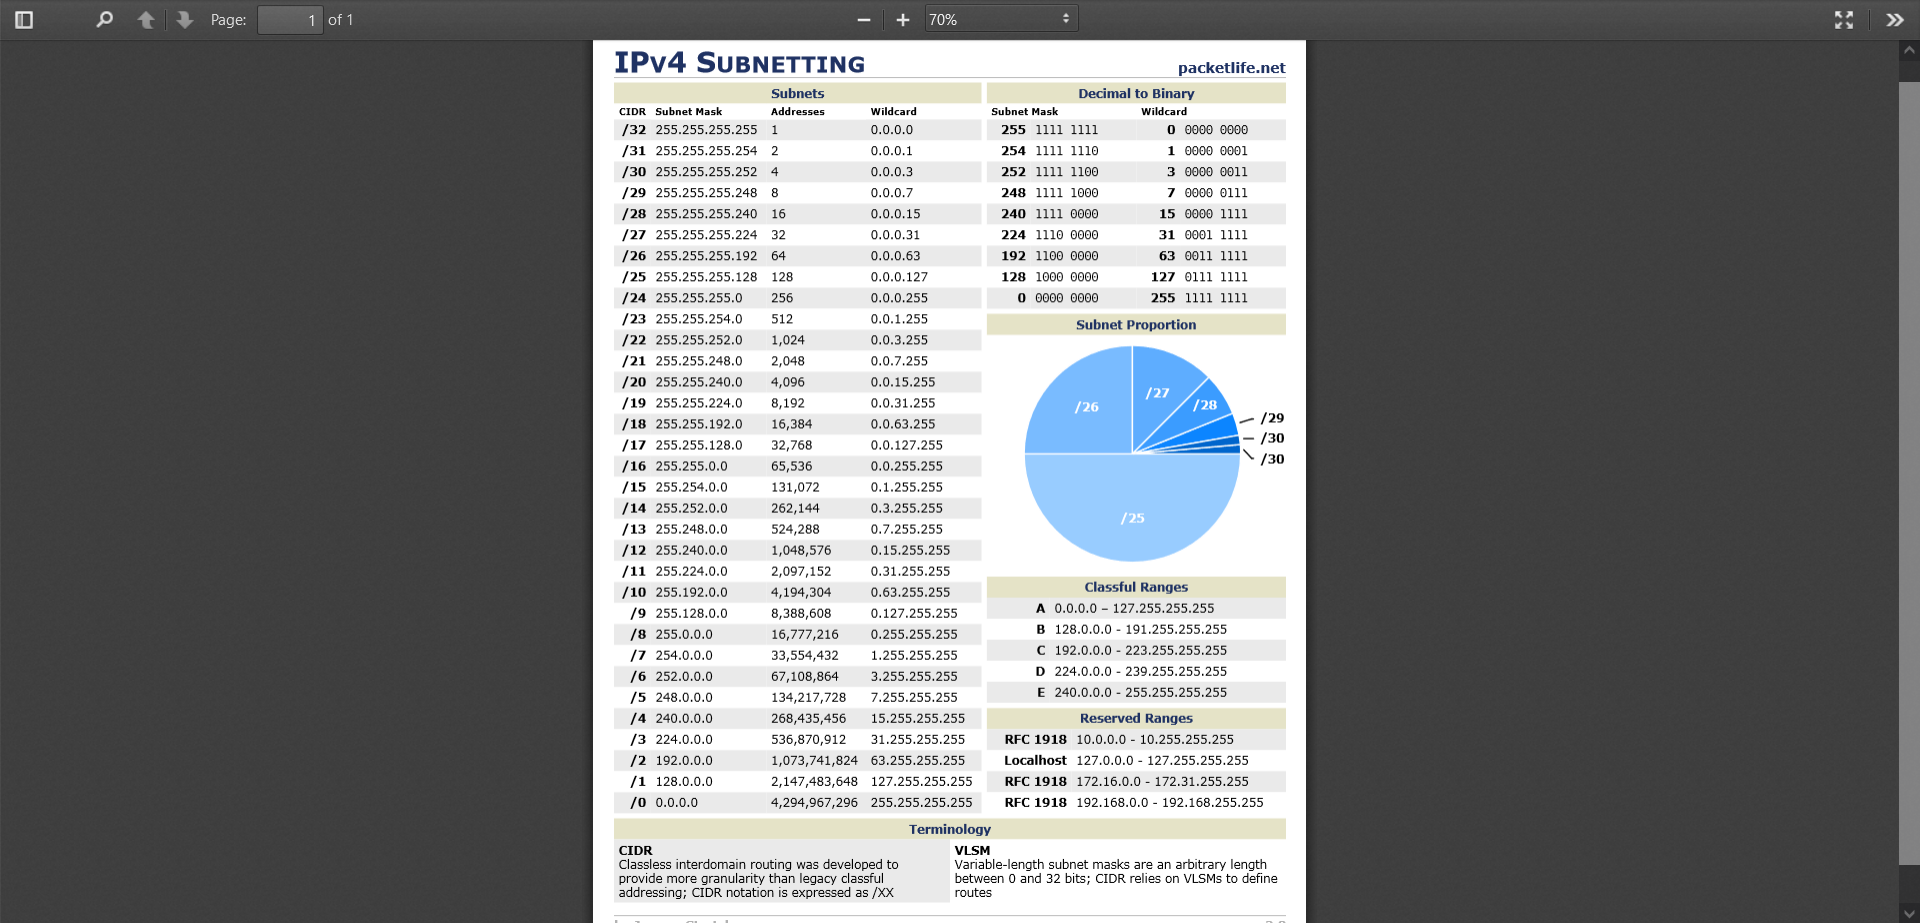 Page: 1 of 1 70%
IPv4 Subnetting
packetlife.net
Subnets
CIDR Subnet Mask Addresses Wildcard
/32 255.255.255.255 1 0.0.0.0
/31 255.255.255.254 2 0.0.0.1
/30 255.255.255.252 4 0.0.0.3
/29 255.255.255.248 8 0.0.0.7
/28 255.255.255.240 16 0.0.0.15
/27 255.255.255.224 32 0.0.0.31
/26 255.255.255.192 64 0.0.0.63
/25 255.255.255.128 128 0.0.0.127
/24 255.255.255.0 256 0.0.0.255
/23 255.255.254.0 512 0.0.1.255
/22 255.255.252.0 1,024 0.0.3.255
/21 255.255.248.0 2,048 0.0.7.255
/20 255.255.240.0 4,096 0.0.15.255
/19 255.255.224.0 8,192 0.0.31.255
/18 255.255.192.0 16,384 0.0.63.255
/17 255.255.128.0 32,768 0.0.127.255
/16 255.255.0.0 65,536 0.0.255.255
/15 255.254.0.0 131,072 0.1.255.255
/14 255.252.0.0 262,144 0.3.255.255
/13 255.248.0.0 524,288 0.7.255.255
/12 255.240.0.0 1,048,576 0.15.255.255
/11 255.224.0.0 2,097,152 0.31.255.255
/10 255.192.0.0 4,194,304 0.63.255.255
/9 255.128.0.0 8,388,608 0.127.255.255
/8 255.0.0.0 16,777,216 0.255.255.255
/7 254.0.0.0 33,554,432 1.255.255.255
/6 252.0.0.0 67,108,864 3.255.255.255
/5 248.0.0.0 134,217,728 7.255.255.255
/4 240.0.0.0 268,435,456 15.255.255.255
/3 224.0.0.0 536,870,912 31.255.255.255
/2 192.0.0.0 1,073,741,824 63.255.255.255
/1 128.0.0.0 2,147,483,648 127.255.255.255
/0 0.0.0.0 4,294,967,296 255.255.255.255
Decimal to Binary
Subnet Mask Wildcard
255 1111 1111 0 0000 0000
254 1111 1110 1 0000 0001
252 1111 1100 3 0000 0011
248 1111 1000 7 0000 0111
240 1111 0000 15 0000 1111
224 1110 0000 31 0001 1111
192 1100 0000 63 0011 1111
128 1000 0000 127 0111 1111
0 0000 0000 255 1111 1111
Subnet Proportion
/27
/26
/28
/29
/30
/30
/25
Classful Ranges
A 0.0.0.0 – 127.255.255.255
B 128.0.0.0 - 191.255.255.255
C 192.0.0.0 - 223.255.255.255
D 224.0.0.0 - 239.255.255.255
E 240.0.0.0 - 255.255.255.255
Reserved Ranges
RFC 1918 10.0.0.0 - 10.255.255.255
Localhost 127.0.0.0 - 127.255.255.255
RFC 1918 172.16.0.0 - 172.31.255.255
RFC 1918 192.168.0.0 - 192.168.255.255
Terminology
CIDR
Classless interdomain routing was developed to
provide more granularity than legacy classful
addressing; CIDR notation is expressed as /XX
VLSM
Variable-length subnet masks are an arbitrary length
between 0 and 32 bits; CIDR relies on VLSMs to define
routes